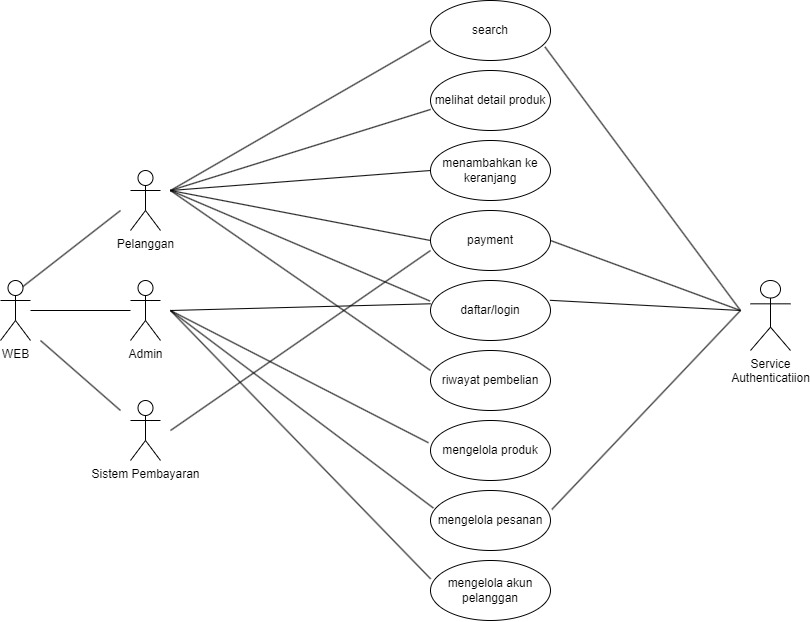 search
melihat detail produk
menambahkan ke
keranjang
payment
daftar/login
riwayat pembelian
mengelola produk
mengelola pesanan
mengelola akun
pelanggan
Pelanggan
WEB
Admin
Sistem Pembayaran
Service
Authenticatiion